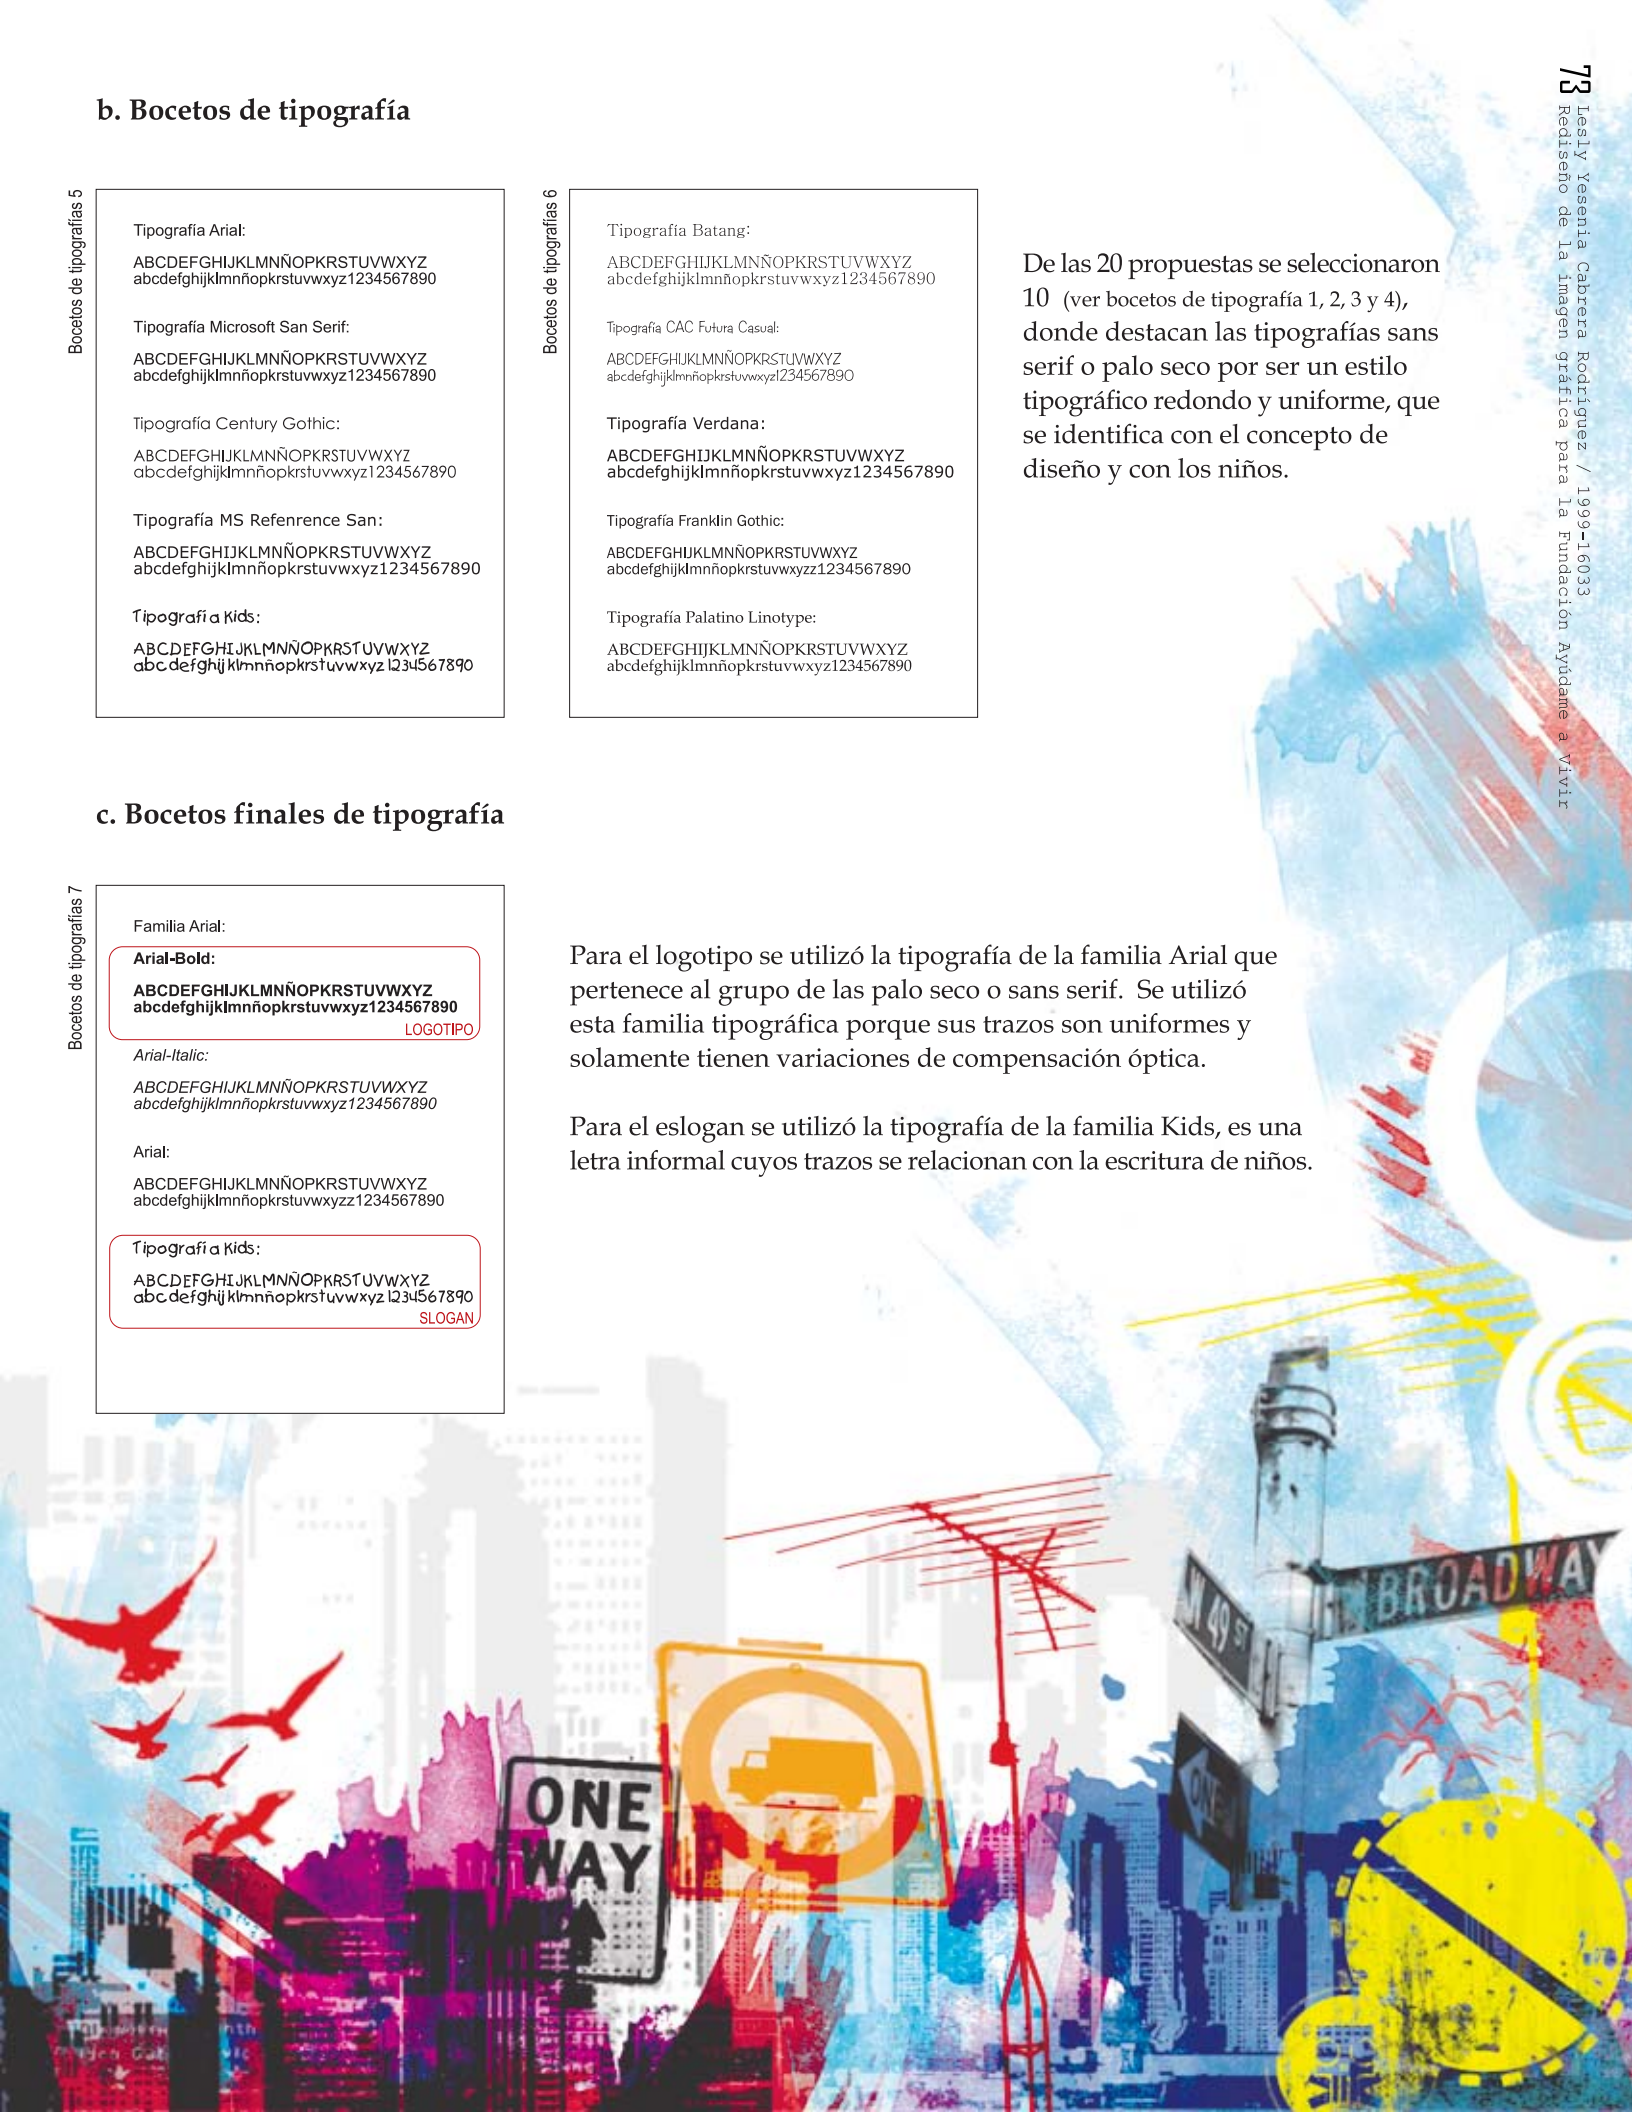 73
Lesly Yesenia Cabrera Rodríguez / 1999-16033
Rediseño de la imagen gráfica para la Fundación Ayúdame a Vivir
b. Bocetos de tipografía
Bocetos de tipografías 5
Tipografía Arial:
ABCDEFGHIJKLMNÑOPKRSTUVWXYZ
abcdefghijklmnñopkrstuvwxyz1234567890
Tipografía Microsoft San Serif:
ABCDEFGHIJKLMNÑOPKRSTUVWXYZ
abcdefghijklmnñopkrstuvwxyz1234567890
Tipografía Century Gothic:
ABCDEFGHIJKLMNÑOPKRSTUVWXYZ
abcdefghijklmnñopkrstuvwxyz1234567890
Tipografía MS Refenrence San:
ABCDEFGHIJKLMNÑOPKRSTUVWXYZ
abcdefghijklmnñopkrstuvwxyz1234567890
Tipografía Kids:
ABCDEFGHIJKLMNÑOPKRSTUVWXYZ
abcdefghijklmnñopkrstuvwxyz1234567890
Bocetos de tipografías 6
Tipografía Batang:
ABCDEFGHIJKLMNÑOPKRSTUVWXYZ
abcdefghijklmnñopkrstuvwxyz1234567890
Tipografía CAC Futura Casual:
ABCDEFGHIJKLMNÑOPKRSTUVWXYZ
abcdefghijklmnñopkrstuvwxyz1234567890
Tipografía Verdana:
ABCDEFGHIJKLMNÑOPKRSTUVWXYZ
abcdefghijklmnñopkrstuvwxyz1234567890
Tipografía Franklin Gothic:
ABCDEFGHIJKLMNÑOPKRSTUVWXYZ
abcdefghijklmnñopkrstuvwxyzz1234567890
Tipografía Palatino Linotype:
ABCDEFGHIJKLMNÑOPKRSTUVWXYZ
abcdefghijklmnñopkrstuvwxyz1234567890
De las 20 propuestas se seleccionaron
10 (ver bocetos de tipografía 1, 2, 3 y 4),
donde destacan las tipografías sans
serif o palo seco por ser un estilo
tipográfico redondo y uniforme, que
se identifica con el concepto de
diseño y con los niños.
c. Bocetos finales de tipografía
Bocetos de tipografías 7
Familia Arial:
Arial-Bold:
ABCDEFGHIJKLMNÑOPKRSTUVWXYZ
abcdefghijklmnñopkrstuvwxyz1234567890
LOGOTIPO
Arial-Italic:
ABCDEFGHIJKLMNÑOPKRSTUVWXYZ
abcdefghijklmnñopkrstuvwxyz1234567890
Arial:
ABCDEFGHIJKLMNÑOPKRSTUVWXYZ
abcdefghijklmnñopkrstuvwxyzz1234567890
Tipografía Kids:
ABCDEFGHIJKLMNÑOPKRSTUVWXYZ
abcdefghijklmnñopkrstuvwxyz1234567890
SLOGAN
Para el logotipo se utilizó la tipografía de la familia Arial que
pertenece al grupo de las palo seco o sans serif. Se utilizó
esta familia tipográfica porque sus trazos son uniformes y
solamente tienen variaciones de compensación óptica.
Para el eslogan se utilizó la tipografía de la familia Kids, es una
letra informal cuyos trazos se relacionan con la escritura de niños.
BROADWAY
W 49 ST
ONE
WAY
ONE